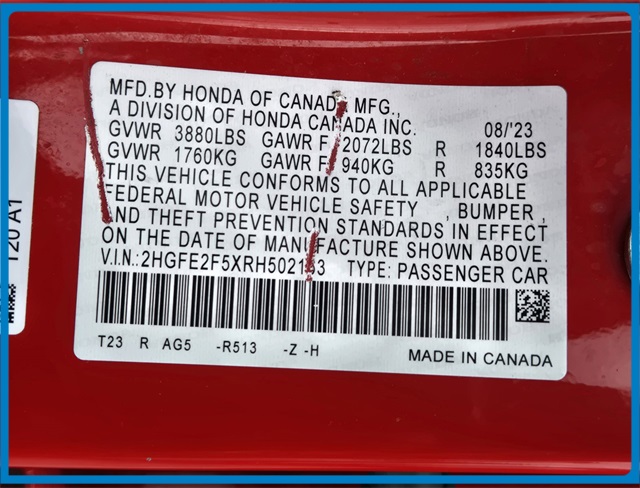 MFD.BY HONDA OF CANADA MFG.,
A DIVISION OF HONDA CANADA INC. 08/'23
GVWR 3880LBS GAWR F 2072LBS R 1840LBS
GVWR 1760KG GAWR F 940KG R 835KG
THIS VEHICLE CONFORMS TO ALL APPLICABLE
FEDERAL MOTOR VEHICLE SAFETY , BUMPER ,
AND THEFT PREVENTION STANDARDS IN EFFECT
ON THE DATE OF MANUFACTURE SHOWN ABOVE.
V.I.N.: TYPE: PASSENGER CAR
T23 R AG5 -R513 -Z -H
MADE IN CANADA